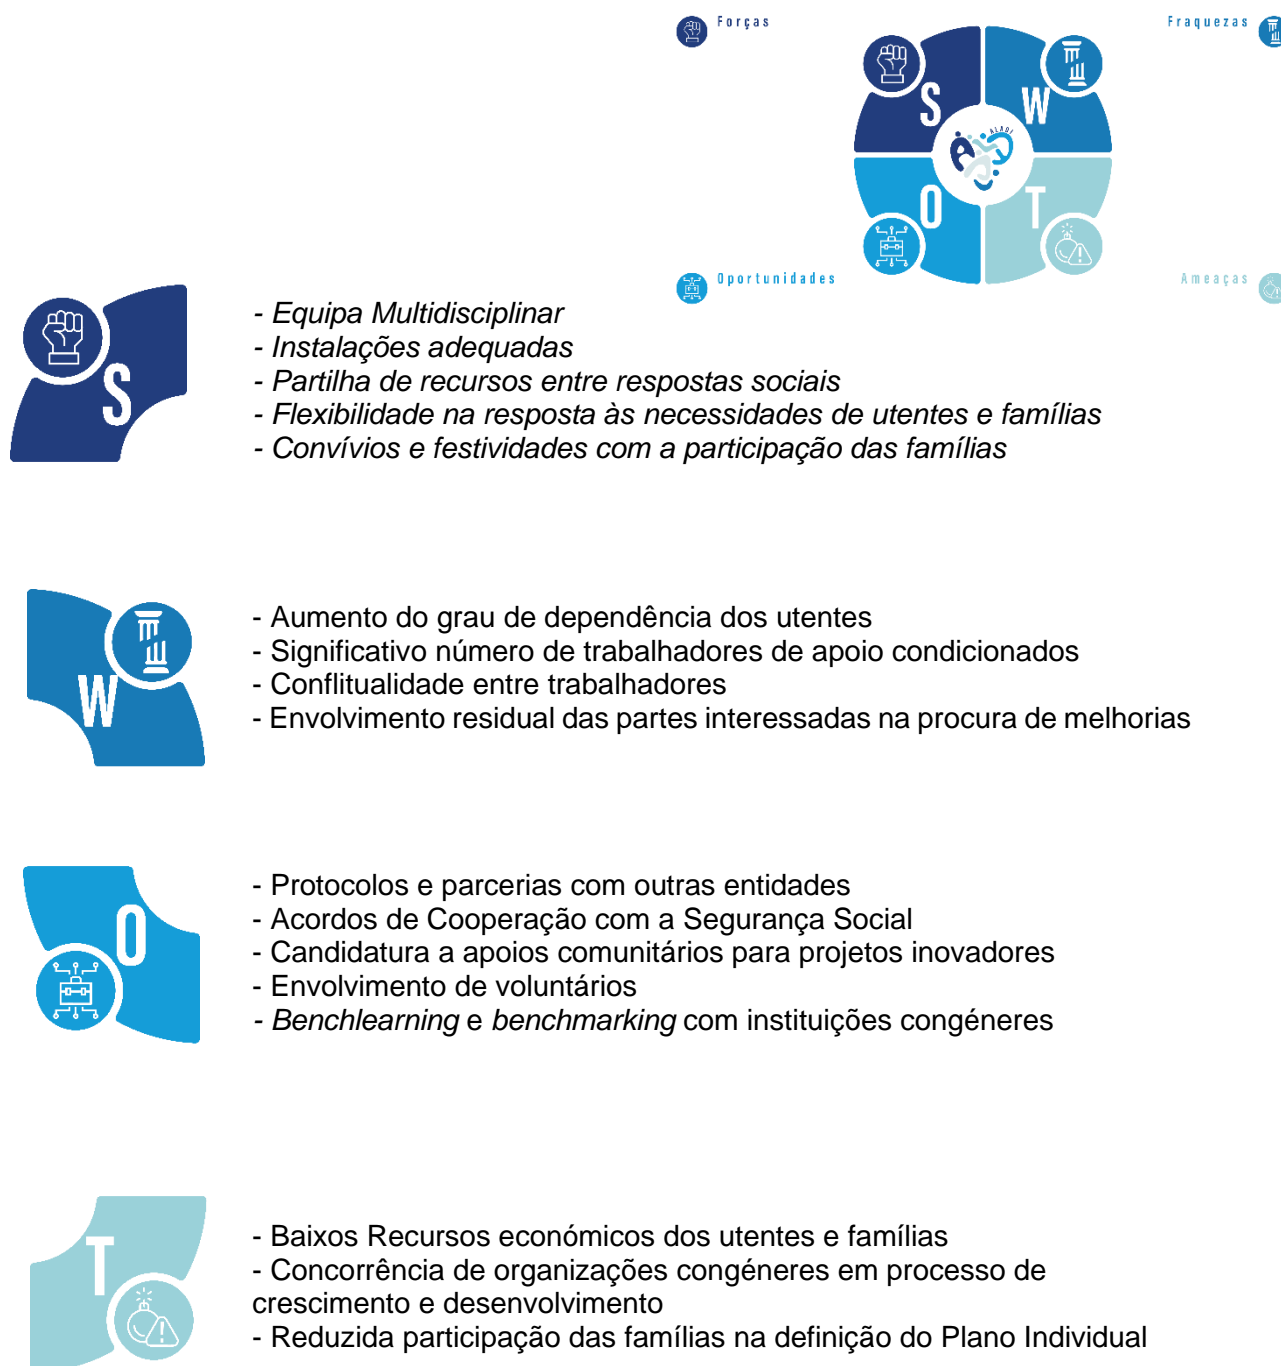 Forças
Fraquezas
S
W
ALADI
O
T
Oportunidades
Ameaças
S
- Equipa Multidisciplinar
- Instalações adequadas
- Partilha de recursos entre respostas sociais
- Flexibilidade na resposta às necessidades de utentes e famílias
- Convívios e festividades com a participação das famílias
W
- Aumento do grau de dependência dos utentes
- Significativo número de trabalhadores de apoio condicionados
- Conflitualidade entre trabalhadores
- Envolvimento residual das partes interessadas na procura de melhorias
O
- Protocolos e parcerias com outras entidades
- Acordos de Cooperação com a Segurança Social
- Candidatura a apoios comunitários para projetos inovadores
- Envolvimento de voluntários
- Benchlearning e benchmarking com instituições congéneres
T
- Baixos Recursos económicos dos utentes e famílias
- Concorrência de organizações congéneres em processo de
crescimento e desenvolvimento
- Reduzida participação das famílias na definição do Plano Individual